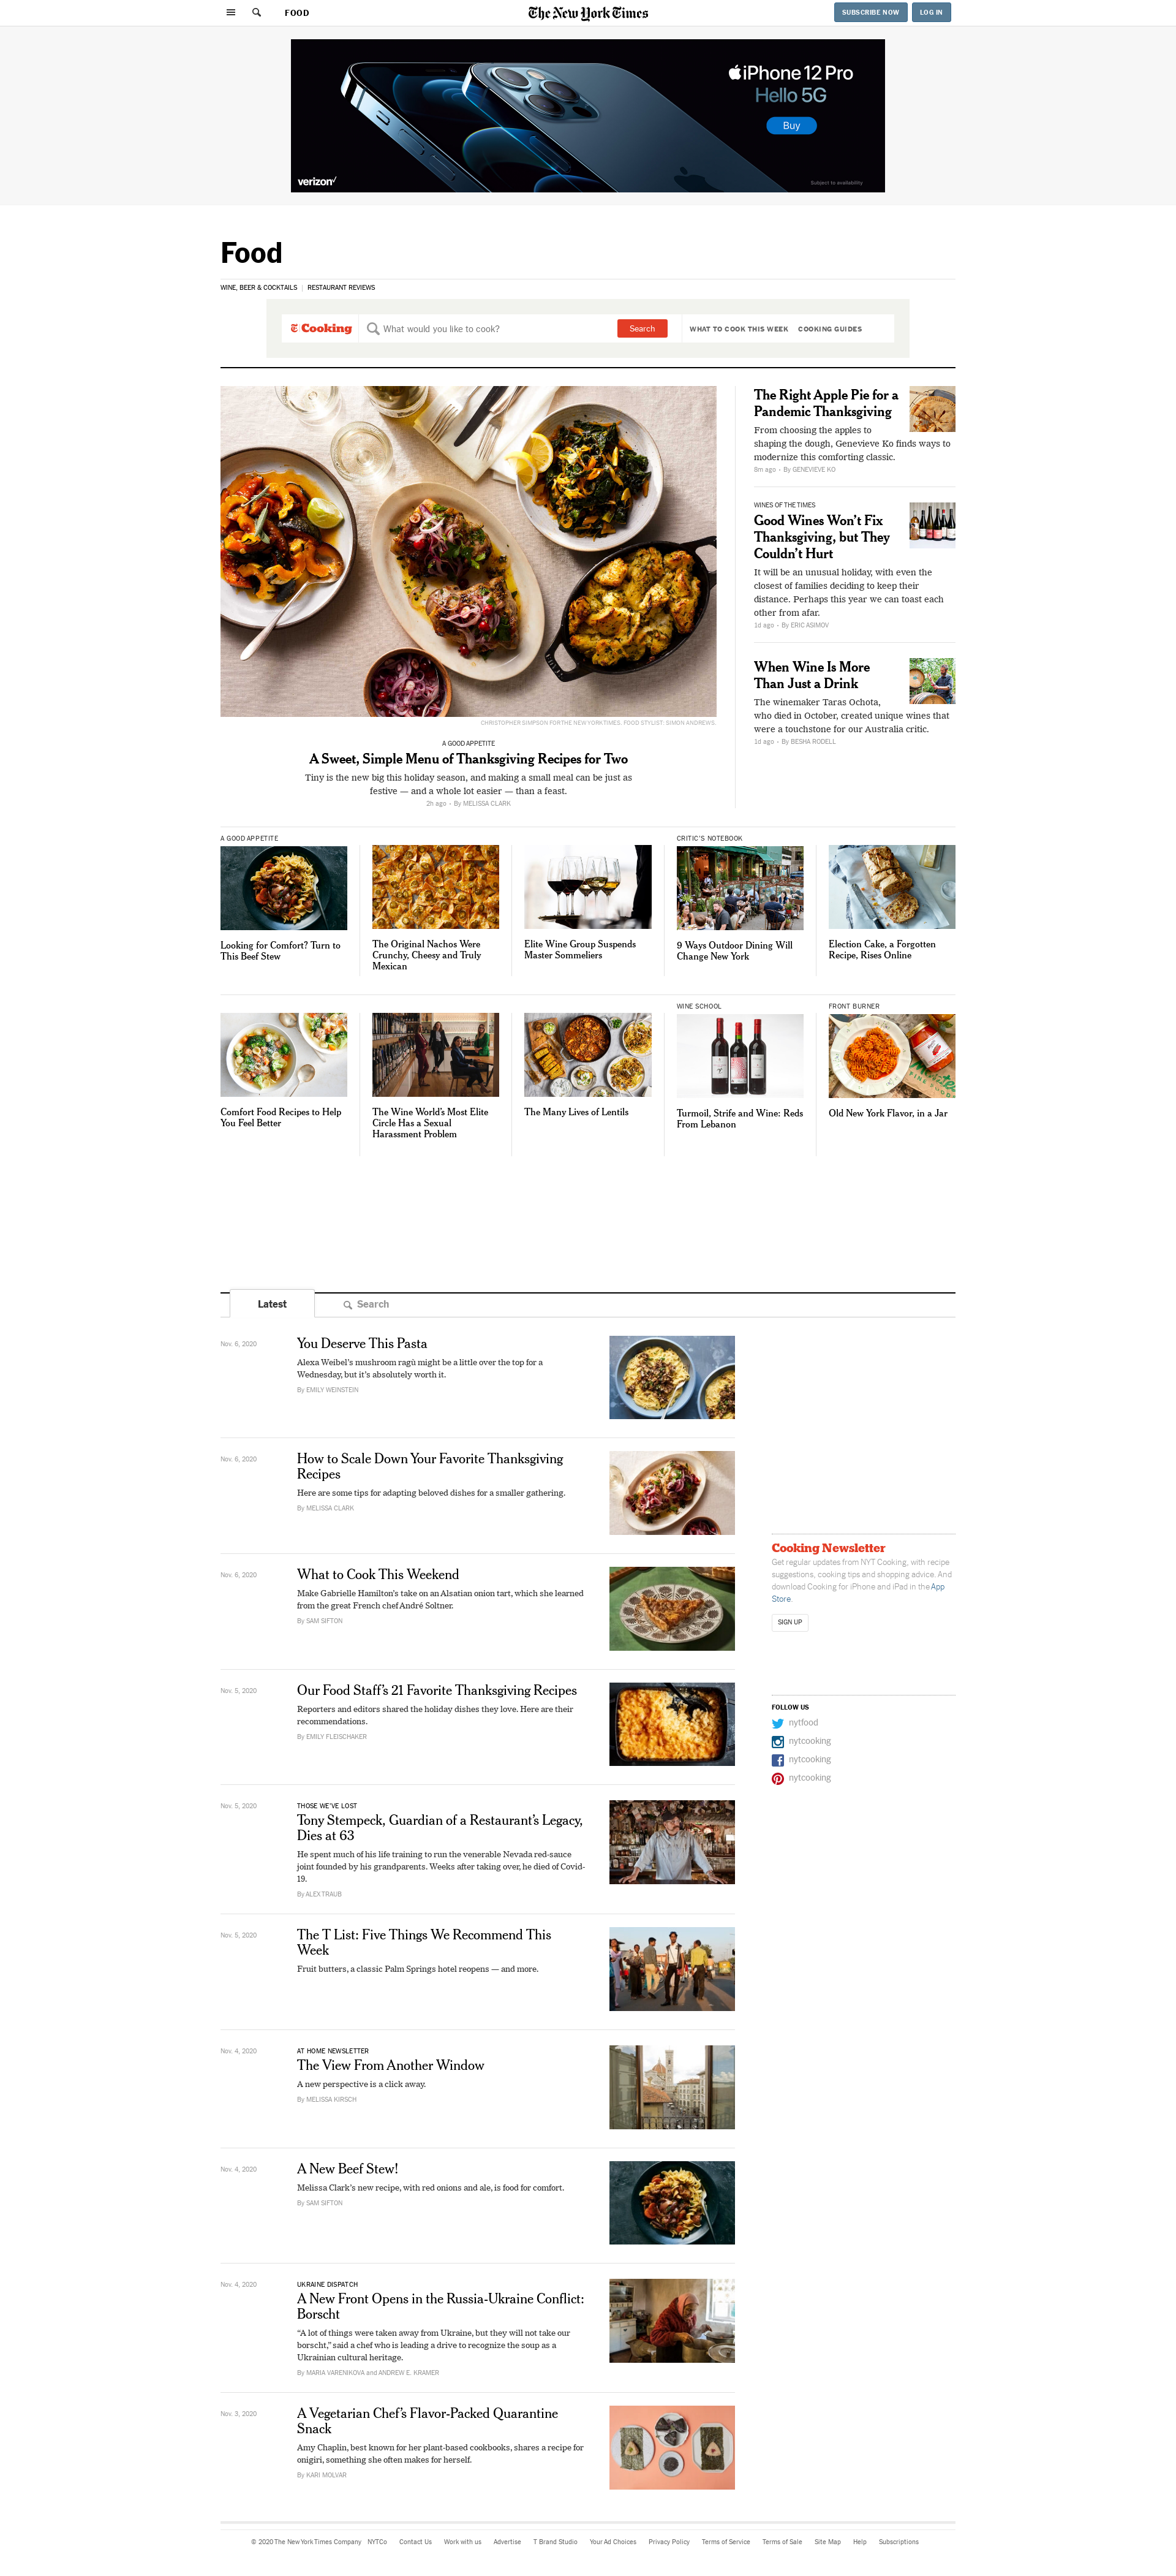 FOOD
The New York Times
SUBSCRIBE NOW
LOG IN
iPhone 12 Pro
Hello 5G
Buy
verizon✓
Subject to availability
Food
WINE, BEER & COCKTAILS | RESTAURANT REVIEWS
T Cooking
What would you like to cook?
Search
WHAT TO COOK THIS WEEK
COOKING GUIDES
CHRISTOPHER SIMPSON FOR THE NEW YORK TIMES. FOOD STYLIST: SIMON ANDREWS.
A GOOD APPETITE
A Sweet, Simple Menu of Thanksgiving Recipes for Two
Tiny is the new big this holiday season, and making a small meal can be just as
festive — and a whole lot easier — than a feast.
2h ago • By MELISSA CLARK
The Right Apple Pie for a
Pandemic Thanksgiving
From choosing the apples to
shaping the dough, Genevieve Ko finds ways to
modernize this comforting classic.
8m ago • By GENEVIEVE KO
WINES OF THE TIMES
Good Wines Won't Fix
Thanksgiving, but They
Couldn't Hurt
It will be an unusual holiday, with even the
closest of families deciding to keep their
distance. Perhaps this year we can toast each
other from afar.
1d ago • By ERIC ASIMOV
When Wine Is More
Than Just a Drink
The winemaker Taras Ochota,
who died in October, created unique wines that
were a touchstone for our Australia critic.
1d ago • By BESHA RODELL
A GOOD APPETITE
Looking for Comfort? Turn to
This Beef Stew
The Original Nachos Were
Crunchy, Cheesy and Truly
Mexican
Elite Wine Group Suspends
Master Sommeliers
CRITIC'S NOTEBOOK
9 Ways Outdoor Dining Will
Change New York
Election Cake, a Forgotten
Recipe, Rises Online
Comfort Food Recipes to Help
You Feel Better
The Wine World's Most Elite
Circle Has a Sexual
Harassment Problem
The Many Lives of Lentils
WINE SCHOOL
Turmoil, Strife and Wine: Reds
From Lebanon
FRONT BURNER
Old New York Flavor, in a Jar
Latest
Search
Nov. 6, 2020
You Deserve This Pasta
Alexa Weibel's mushroom ragù might be a little over the top for a
Wednesday, but it's absolutely worth it.
By EMILY WEINSTEIN
Nov. 6, 2020
How to Scale Down Your Favorite Thanksgiving
Recipes
Here are some tips for adapting beloved dishes for a smaller gathering.
By MELISSA CLARK
Nov. 6, 2020
What to Cook This Weekend
Make Gabrielle Hamilton's take on an Alsatian onion tart, which she learned
from the great French chef André Soltner.
By SAM SIFTON
Nov. 5, 2020
Our Food Staff's 21 Favorite Thanksgiving Recipes
Reporters and editors shared the holiday dishes they love. Here are their
recommendations.
By EMILY FLEISCHAKER
Nov. 5, 2020
THOSE WE'VE LOST
Tony Stempeck, Guardian of a Restaurant's Legacy,
Dies at 63
He spent much of his life training to run the venerable Nevada red-sauce
joint founded by his grandparents. Weeks after taking over, he died of Covid-
19.
By ALEX TRAUB
Nov. 5, 2020
The T List: Five Things We Recommend This
Week
Fruit butters, a classic Palm Springs hotel reopens — and more.
Nov. 4, 2020
AT HOME NEWSLETTER
The View From Another Window
A new perspective is a click away.
By MELISSA KIRSCH
Nov. 4, 2020
A New Beef Stew!
Melissa Clark's new recipe, with red onions and ale, is food for comfort.
By SAM SIFTON
Nov. 4, 2020
UKRAINE DISPATCH
A New Front Opens in the Russia-Ukraine Conflict:
Borscht
“A lot of things were taken away from Ukraine, but they will not take our
borscht,” said a chef who is leading a drive to recognize the soup as a
Ukrainian cultural heritage.
By MARIA VARENIKOVA and ANDREW E. KRAMER
Nov. 3, 2020
A Vegetarian Chef's Flavor-Packed Quarantine
Snack
Amy Chaplin, best known for her plant-based cookbooks, shares a recipe for
onigiri, something she often makes for herself.
By KARI MOLVAR
Cooking Newsletter
Get regular updates from NYT Cooking, with recipe
suggestions, cooking tips and shopping advice. And
download Cooking for iPhone and iPad in the App
Store.
SIGN UP
FOLLOW US
nytfood
nytcooking
nytcooking
nytcooking
© 2020 The New York Times Company NYTCo Contact Us Work with us Advertise T Brand Studio Your Ad Choices Privacy Policy Terms of Service Terms of Sale Site Map Help Subscriptions